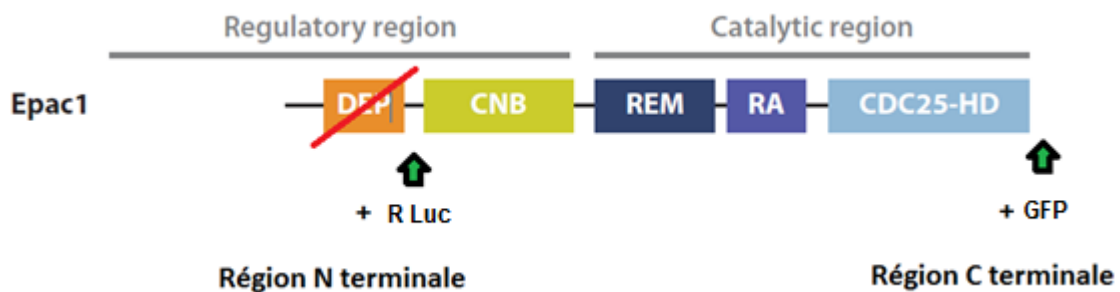 Regulatory region
Catalytic region
Epac1
DEP
CNB
REM
RA
CDC25-HD
+ R Luc
+ GFP
Région N terminale
Région C terminale